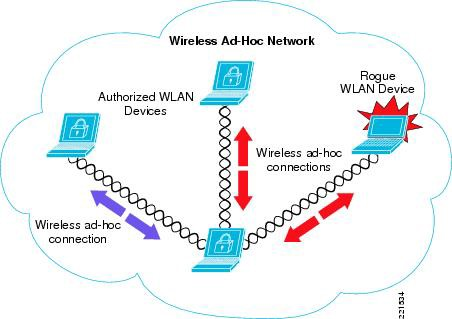 Wireless Ad-Hoc Network
Authorized WLAN
Devices
Rogue
WLAN Device
Wireless ad-hoc
connections
Wireless ad-hoc
connection
221534